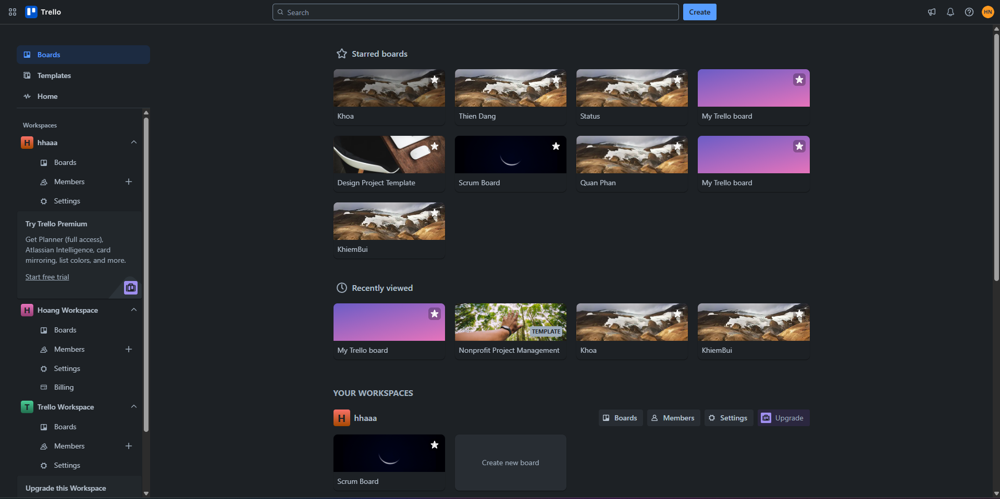 Trello
Search
Create
HN
Boards
Templates
Home
Workspaces
H hhaaa
Boards
Members
Settings
Try Trello Premium
Get Planner (full access),
Atlassian Intelligence, card
mirroring, list colors, and more.
Start free trial
H Hoang Workspace
Boards
Members
Settings
Billing
T Trello Workspace
Boards
Members
Settings
Upgrade this Workspace
Starred boards
Khoa
Thien Dang
Status
My Trello board
Design Project Template
Scrum Board
Quan Phan
My Trello board
KhiemBui
Recently viewed
My Trello board
TEMPLATE
Nonprofit Project Management
Khoa
KhiemBui
YOUR WORKSPACES
H hhaaa
Boards
Members
Settings
Upgrade
Scrum Board
Create new board